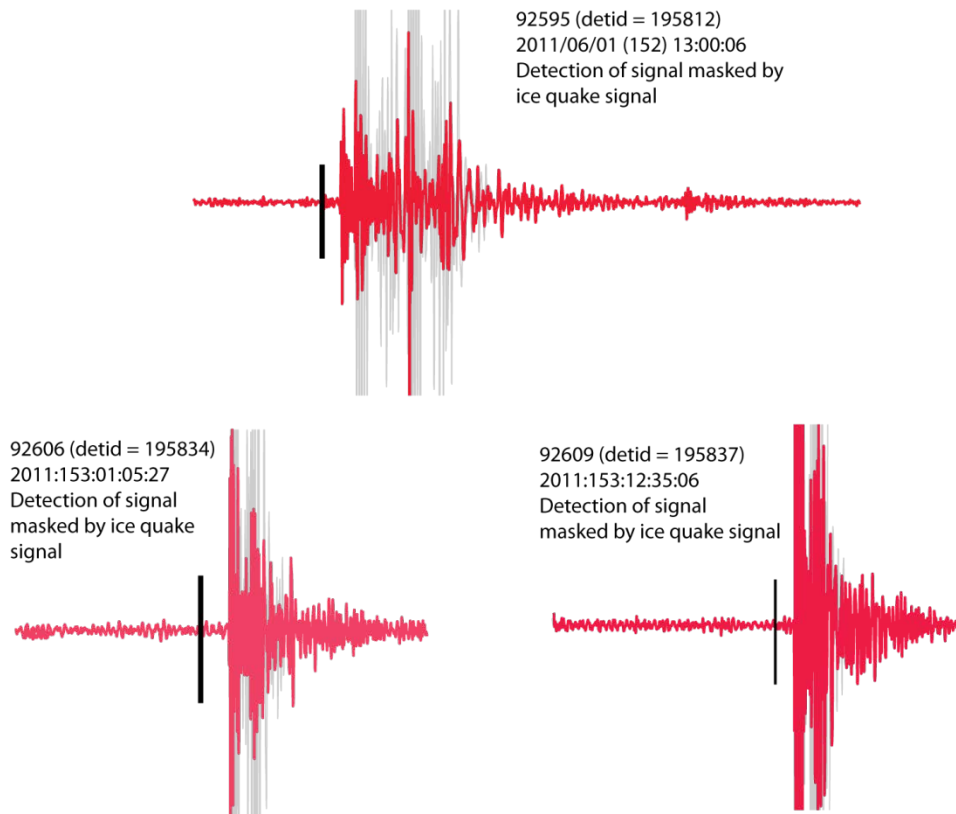 92595 (detid = 195812)
2011/06/01 (152) 13:00:06
Detection of signal masked by
ice quake signal
92606 (detid = 195834)
2011:153:01:05:27
Detection of signal
masked by ice quake
signal
92609 (detid = 195837)
2011:153:12:35:06
Detection of signal
masked by ice quake signal